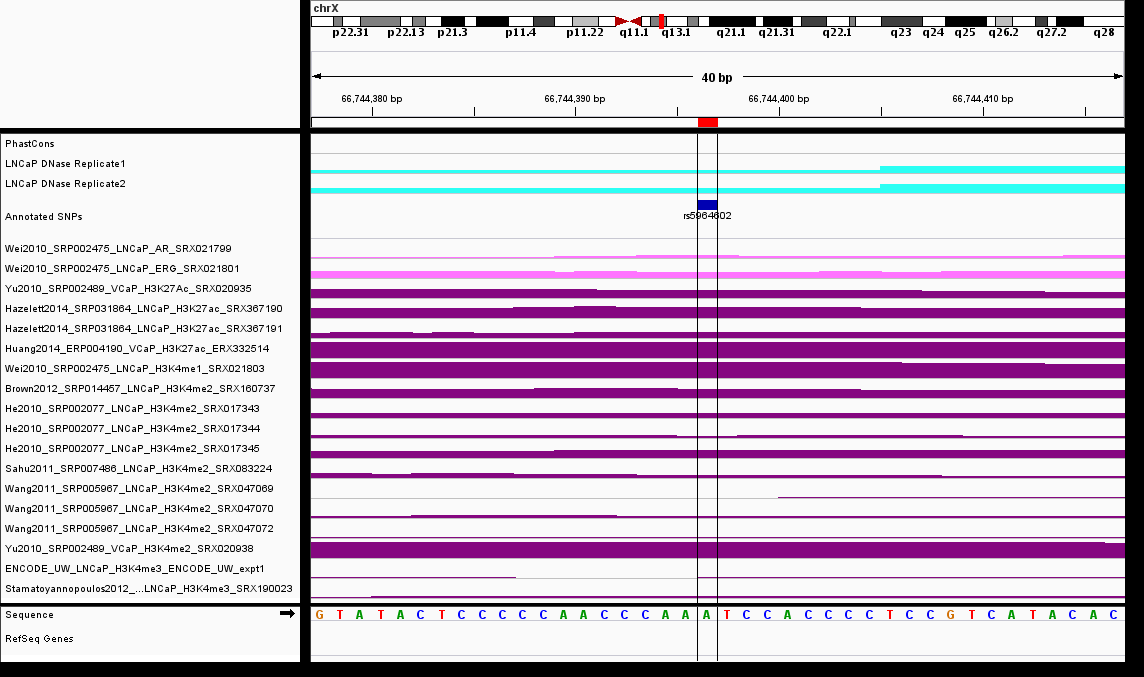 chrX
p22.31 p22.13 p21.3 p11.4 p11.22 q11.1 q13.1 q21.1 q21.31 q22.1 q23 q24 q25 q26.2 q27.2 q28
40 bp
66,744,380 bp 66,744,390 bp 66,744,400 bp 66,744,410 bp
PhastCons
LNCaP DNase Replicate1
LNCaP DNase Replicate2
Annotated SNPs rs5964602
Wei2010_SRP002475_LNCaP_AR_SRX021799
Wei2010_SRP002475_LNCaP_ERG_SRX021801
Yu2010_SRP002489_VCaP_H3K27Ac_SRX020935
Hazelett2014_SRP031864_LNCaP_H3K27ac_SRX367190
Hazelett2014_SRP031864_LNCaP_H3K27ac_SRX367191
Huang2014_ERP004190_VCaP_H3K27ac_ERX332514
Wei2010_SRP002475_LNCaP_H3K4me1_SRX021803
Brown2012_SRP014457_LNCaP_H3K4me2_SRX160737
He2010_SRP002077_LNCaP_H3K4me2_SRX017343
He2010_SRP002077_LNCaP_H3K4me2_SRX017344
He2010_SRP002077_LNCaP_H3K4me2_SRX017345
Sahu2011_SRP007486_LNCaP_H3K4me2_SRX083224
Wang2011_SRP005967_LNCaP_H3K4me2_SRX047069
Wang2011_SRP005967_LNCaP_H3K4me2_SRX047070
Wang2011_SRP005967_LNCaP_H3K4me2_SRX047072
Yu2010_SRP002489_VCaP_H3K4me2_SRX020938
ENCODE_UW_LNCaP_H3K4me3_ENCODE_UW_expt1
Stamatoyannopoulos2012_...LNCaP_H3K4me3_SRX190023
Sequence G T A T A C T C C C C C A A C C C A A A T C C A C C C C T C C G T C A T A C A C
RefSeq Genes